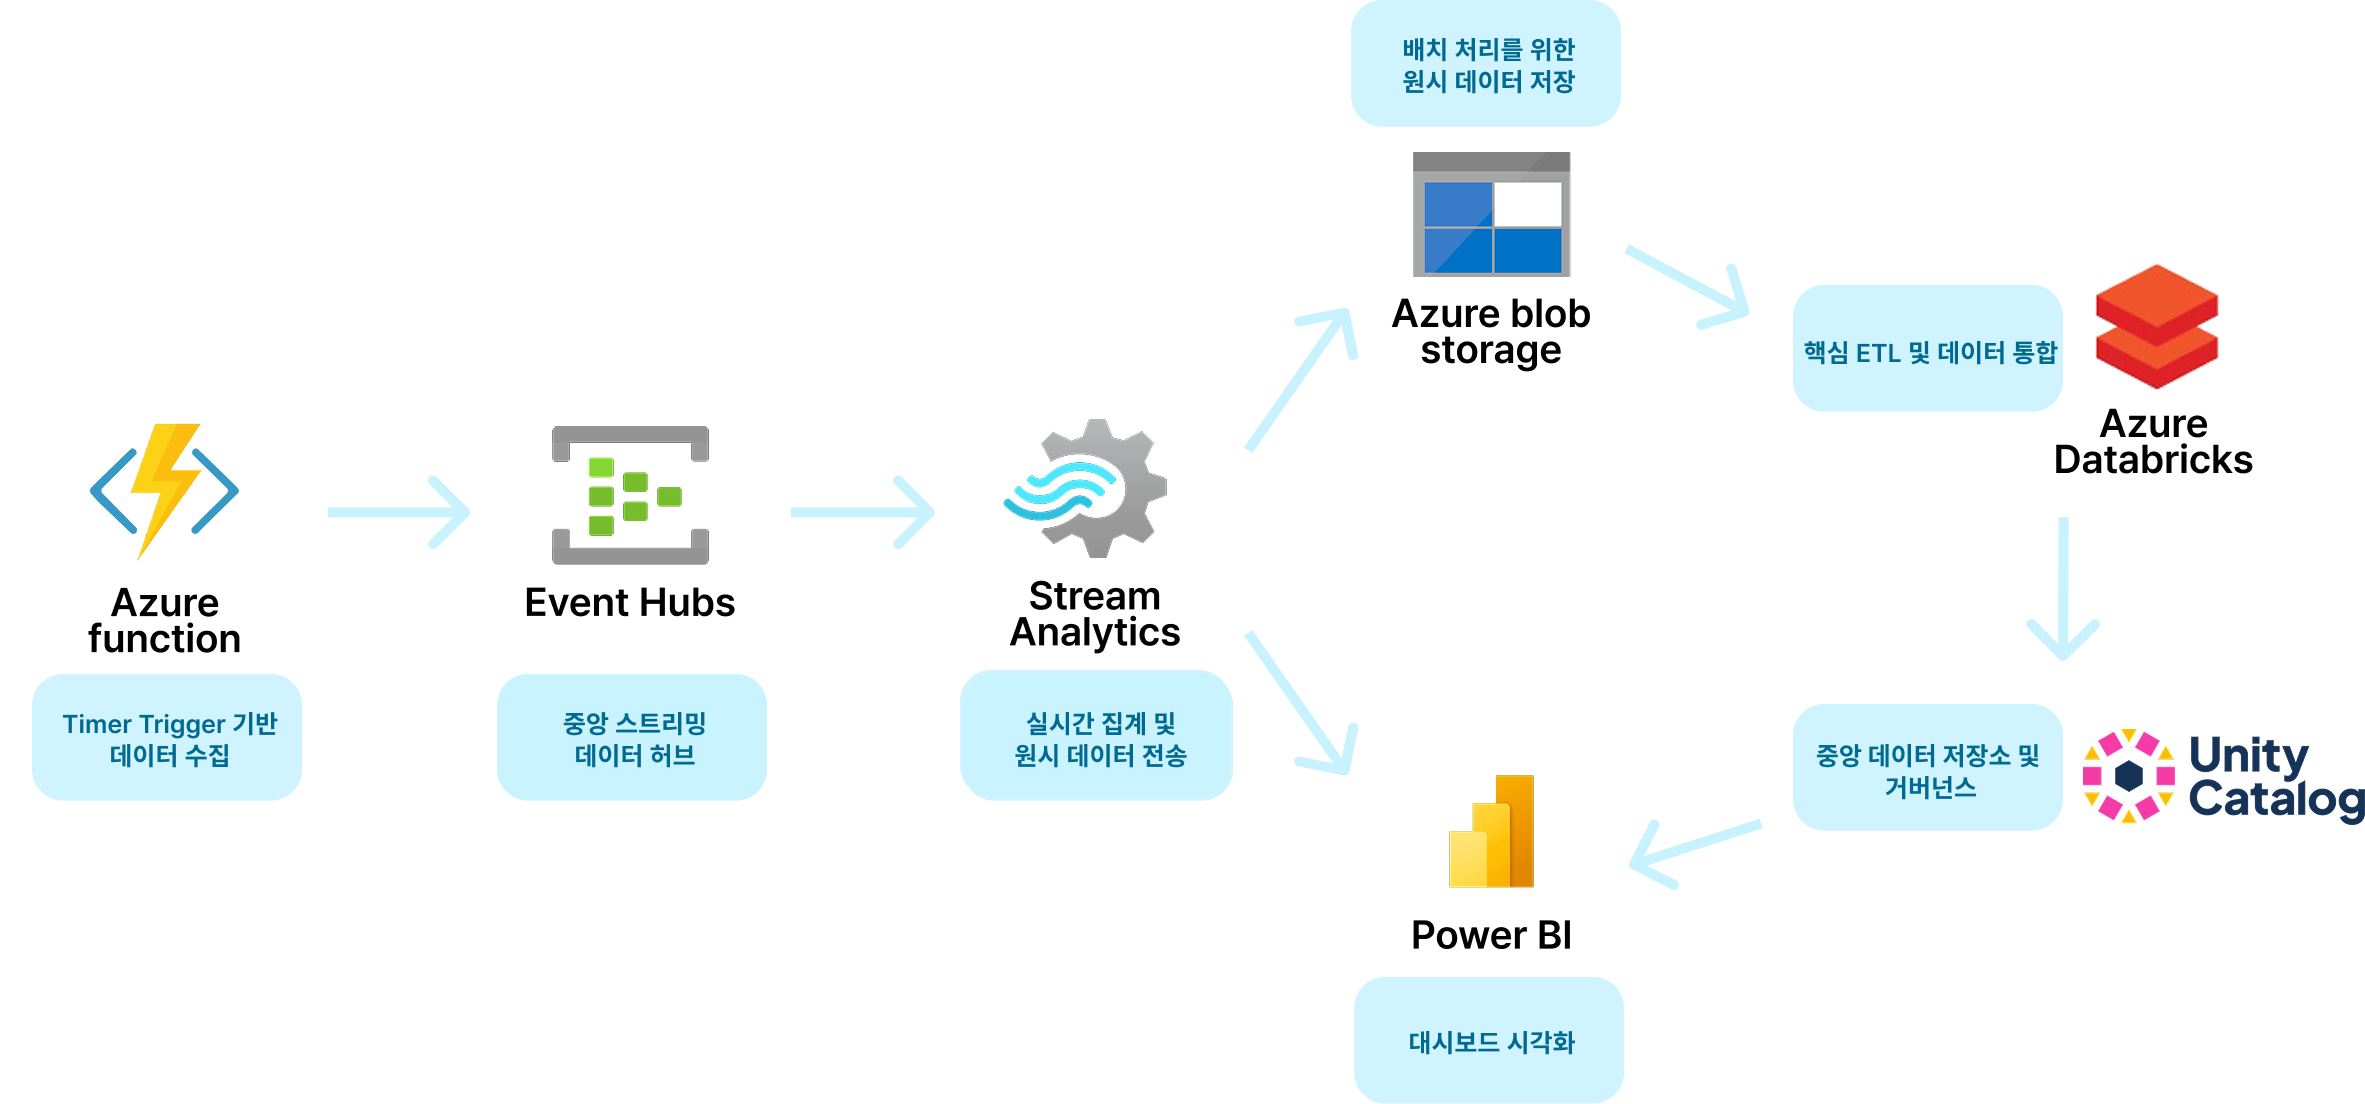 배치 처리를 위한
원시 데이터 저장
Azure blob
storage
핵심 ETL 및 데이터 통합
Azure
Databricks
Azure
function
Timer Trigger 기반
데이터 수집
Event Hubs
중앙 스트리밍
데이터 허브
Stream
Analytics
실시간 집계 및
원시 데이터 전송
중앙 데이터 저장소 및
거버넌스
Unity
Catalog
Power BI
대시보드 시각화